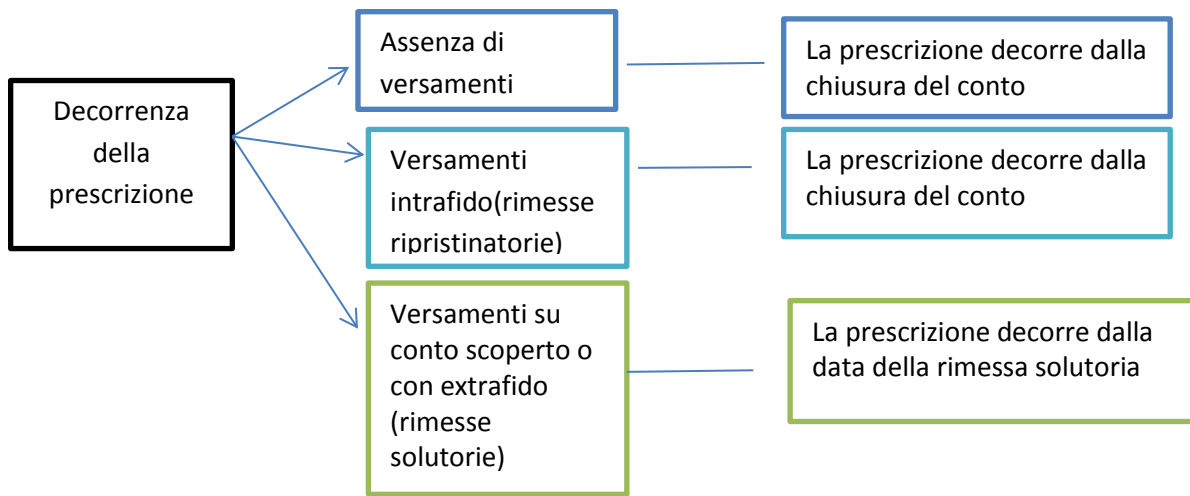 Decorrenza
della
prescrizione
Assenza di
versamenti
La prescrizione decorre dalla
chiusura del conto
Versamenti
intrafido(rimesse
ripristinatorie)
La prescrizione decorre dalla
chiusura del conto
Versamenti su
conto scoperto o
con extrafido
(rimesse
solutorie)
La prescrizione decorre dalla
data della rimessa solutoria